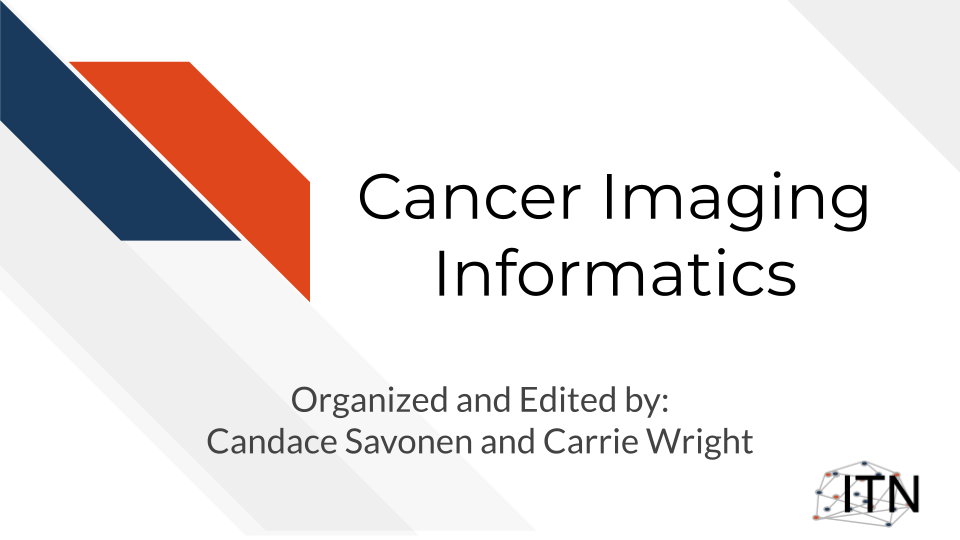 Cancer Imaging
Informatics
Organized and Edited by:
Candace Savonen and Carrie Wright
ITN